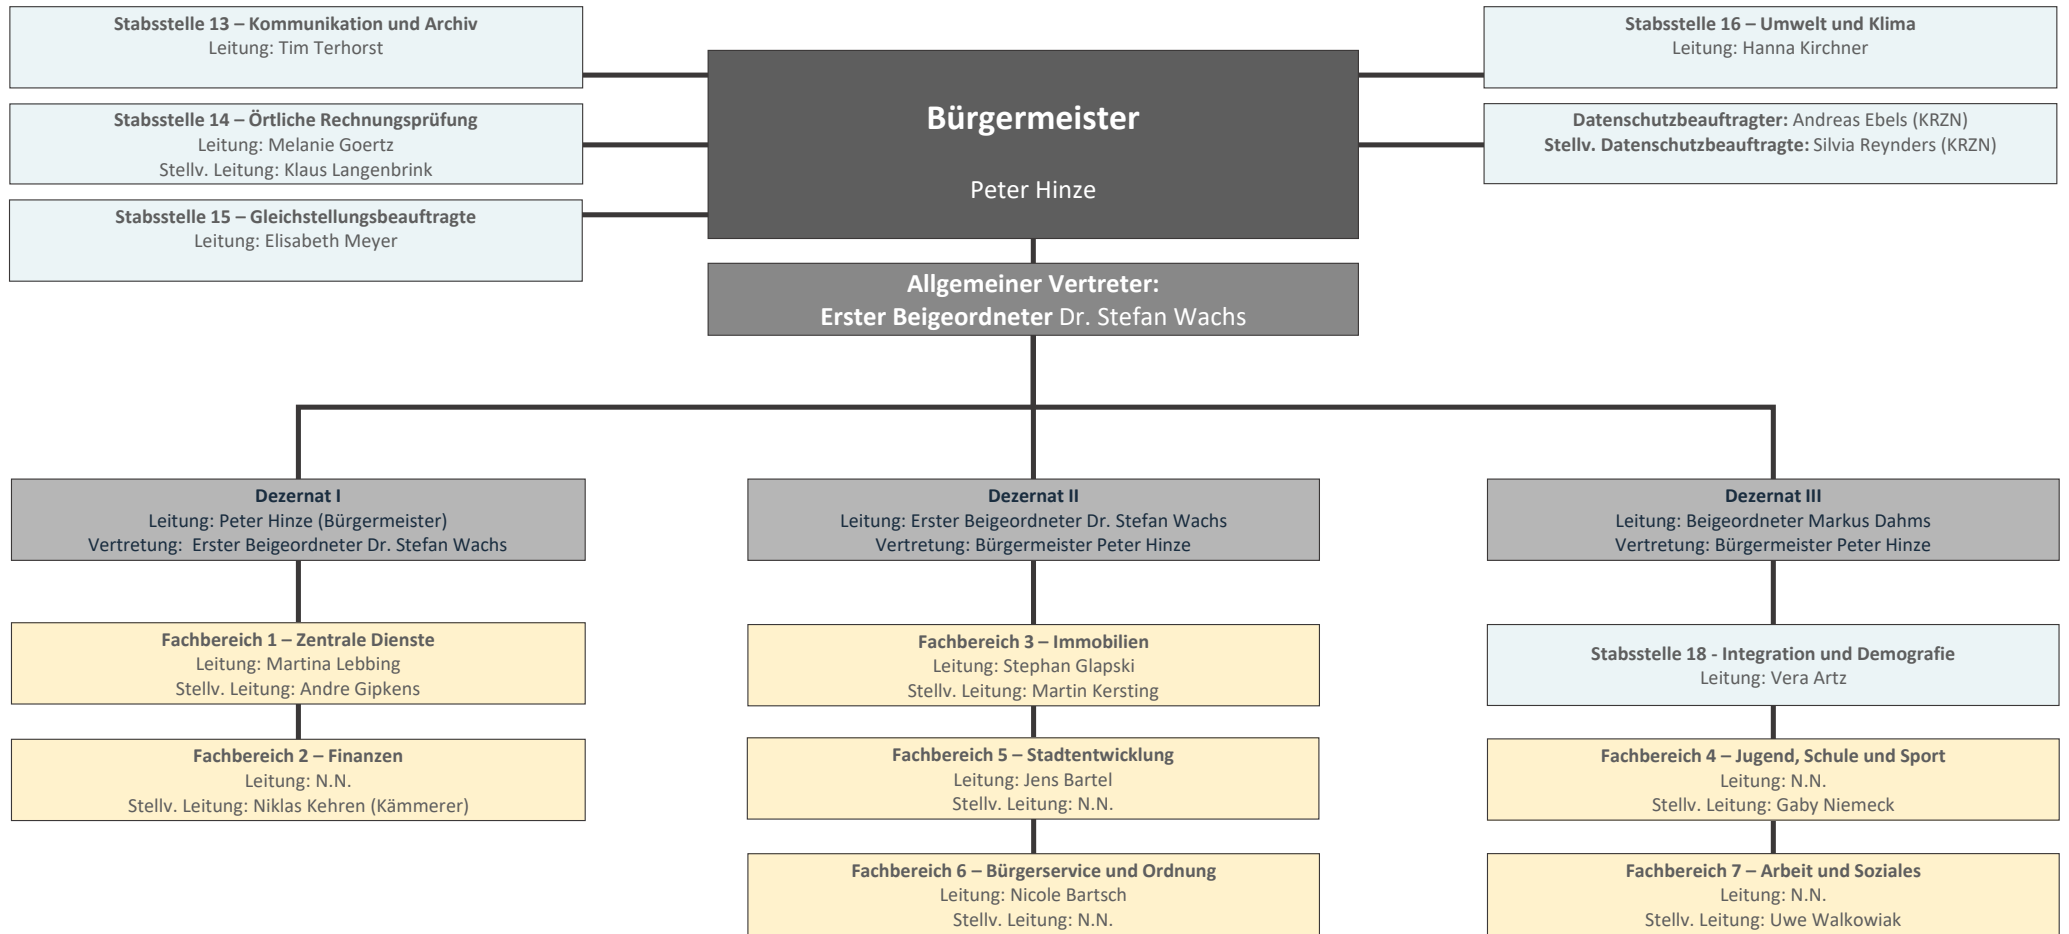 Stabsstelle 13 – Kommunikation und Archiv
Leitung: Tim Terhorst
Stabsstelle 14 – Örtliche Rechnungsprüfung
Leitung: Melanie Goertz
Stellv. Leitung: Klaus Langenbrink
Stabsstelle 15 – Gleichstellungsbeauftragte
Leitung: Elisabeth Meyer
Bürgermeister
Peter Hinze
Stabsstelle 16 – Umwelt und Klima
Leitung: Hanna Kirchner
Datenschutzbeauftragter: Andreas Ebels (KRZN)
Stellv. Datenschutzbeauftragte: Silvia Reynders (KRZN)
Allgemeiner Vertreter:
Erster Beigeordneter Dr. Stefan Wachs
Dezernat I
Leitung: Peter Hinze (Bürgermeister)
Vertretung: Erster Beigeordneter Dr. Stefan Wachs
Fachbereich 1 – Zentrale Dienste
Leitung: Martina Lebbing
Stellv. Leitung: Andre Gipkens
Fachbereich 2 – Finanzen
Leitung: N.N.
Stellv. Leitung: Niklas Kehren (Kämmerer)
Dezernat II
Leitung: Erster Beigeordneter Dr. Stefan Wachs
Vertretung: Bürgermeister Peter Hinze
Fachbereich 3 – Immobilien
Leitung: Stephan Glapski
Stellv. Leitung: Martin Kersting
Fachbereich 5 – Stadtentwicklung
Leitung: Jens Bartel
Stellv. Leitung: N.N.
Fachbereich 6 – Bürgerservice und Ordnung
Leitung: Nicole Bartsch
Stellv. Leitung: N.N.
Dezernat III
Leitung: Beigeordneter Markus Dahms
Vertretung: Bürgermeister Peter Hinze
Stabsstelle 18 - Integration und Demografie
Leitung: Vera Artz
Fachbereich 4 – Jugend, Schule und Sport
Leitung: N.N.
Stellv. Leitung: Gaby Niemeck
Fachbereich 7 – Arbeit und Soziales
Leitung: N.N.
Stellv. Leitung: Uwe Walkowiak